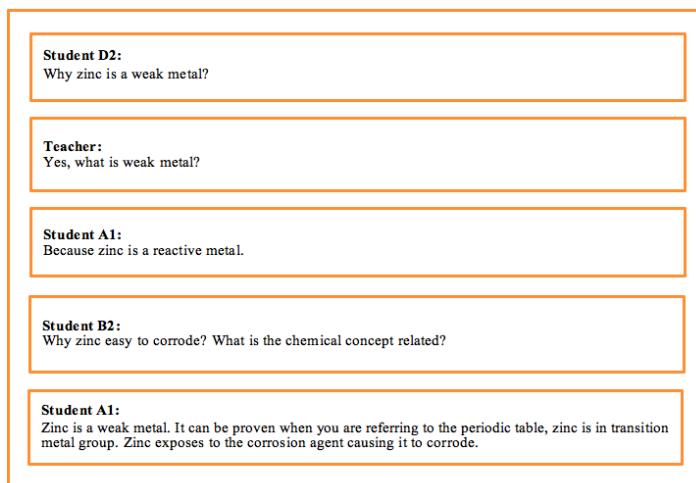 Student D2:
Why zinc is a weak metal?
Teacher:
Yes, what is weak metal?
Student A1:
Because zinc is a reactive metal.
Student B2:
Why zinc easy to corrode? What is the chemical concept related?
Student A1:
Zinc is a weak metal. It can be proven when you are referring to the periodic table, zinc is in transition
metal group. Zinc exposes to the corrosion agent causing it to corrode.